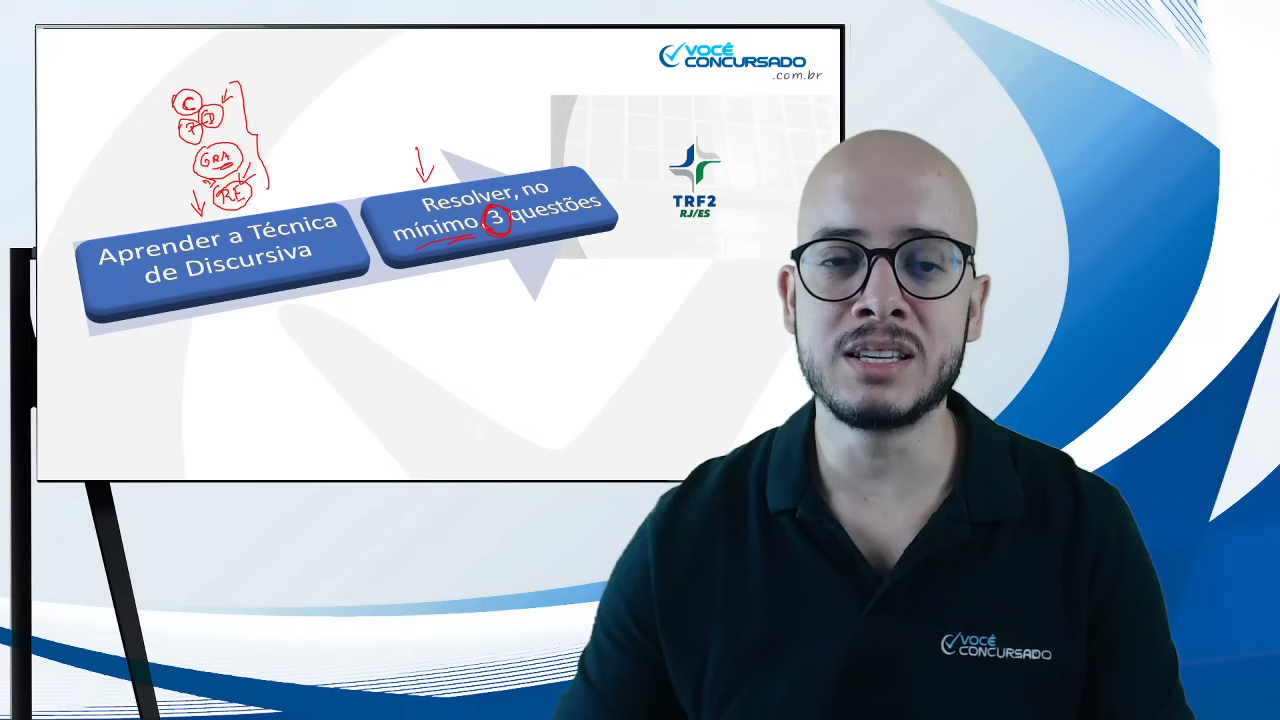 VOCÊ
CONCURSADO
.com.br
C
P D
GRA
RE
Aprender a Técnica
de Discursiva
Resolver, no
mínimo, 3 questões
TRF2
RJ/ES
VOCÊ
CONCURSADO